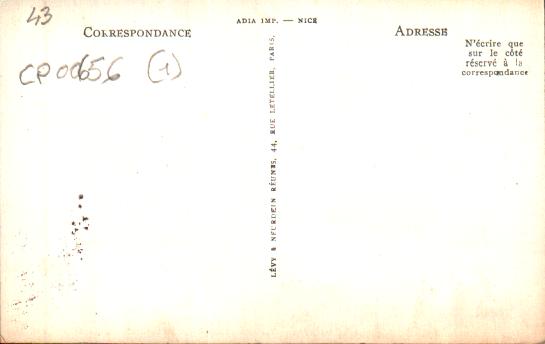 43
ADIA IMP. — NICE
CORRESPONDANCE
ADRESSE
N'écrire que
sur le côté
réservé à la
correspondance
CP00656 (1)
LÉVY & NEURDEIN RÉUNIS, 44, RUE LETELLIER, PARIS.